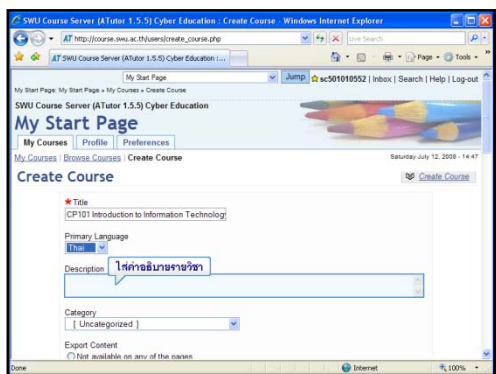 SWU Course Server (ATutor 1.5.5) Cyber Education : Create Course - Windows Internet Explorer
AT http://course.swu.ac.th/users/create_course.php
Live Search
AT SWU Course Server (ATutor 1.5.5) Cyber Education : ...
Page
Tools
My Start Page
Jump
sc501010552 | Inbox | Search | Help | Log-out
My Start Page: My Start Page » My Courses » Create Course
SWU Course Server (ATutor 1.5.5) Cyber Education
My Start Page
My Courses
Profile
Preferences
My Courses | Browse Courses | Create Course
Saturday July 12, 2008 - 14:47
Create Course
Create Course
Title
CP101 Introduction to Information Technology
Primary Language
Thai
Description
ใส่คำอธิบายรายวิชา
Category
[ Uncategorized ]
Export Content
Not available on any of the pages
Done
Internet
100%